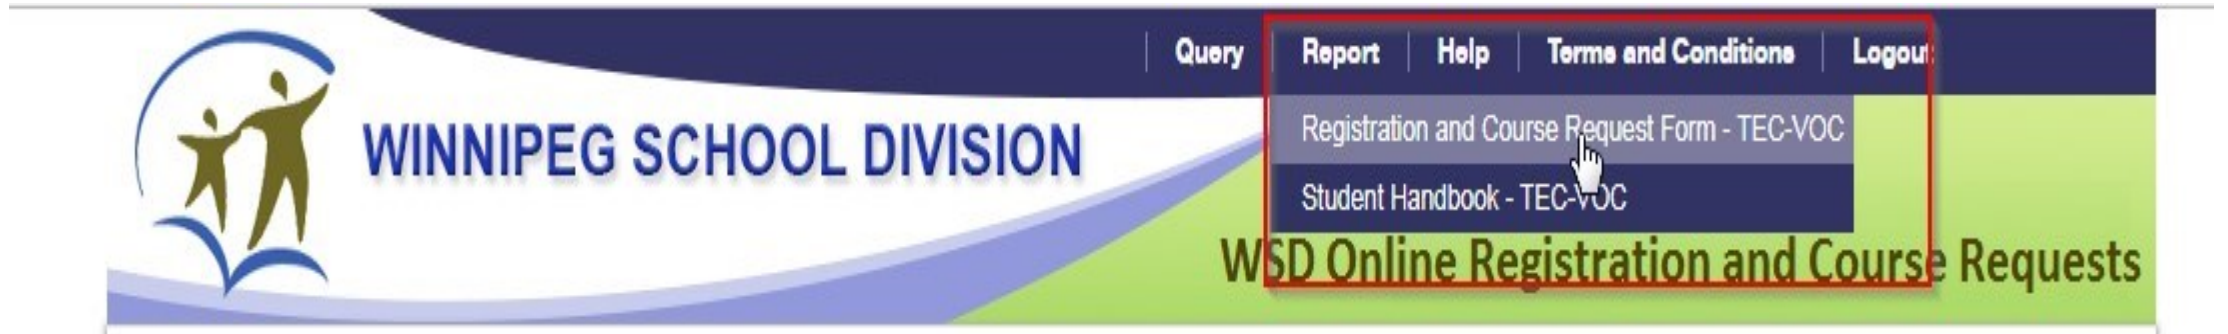 Query Report Help Terms and Conditions Logout
WINNIPEG SCHOOL DIVISION
Registration and Course Request Form - TEC-VOC
Student Handbook - TEC-VOC
WSD Online Registration and Course Requests